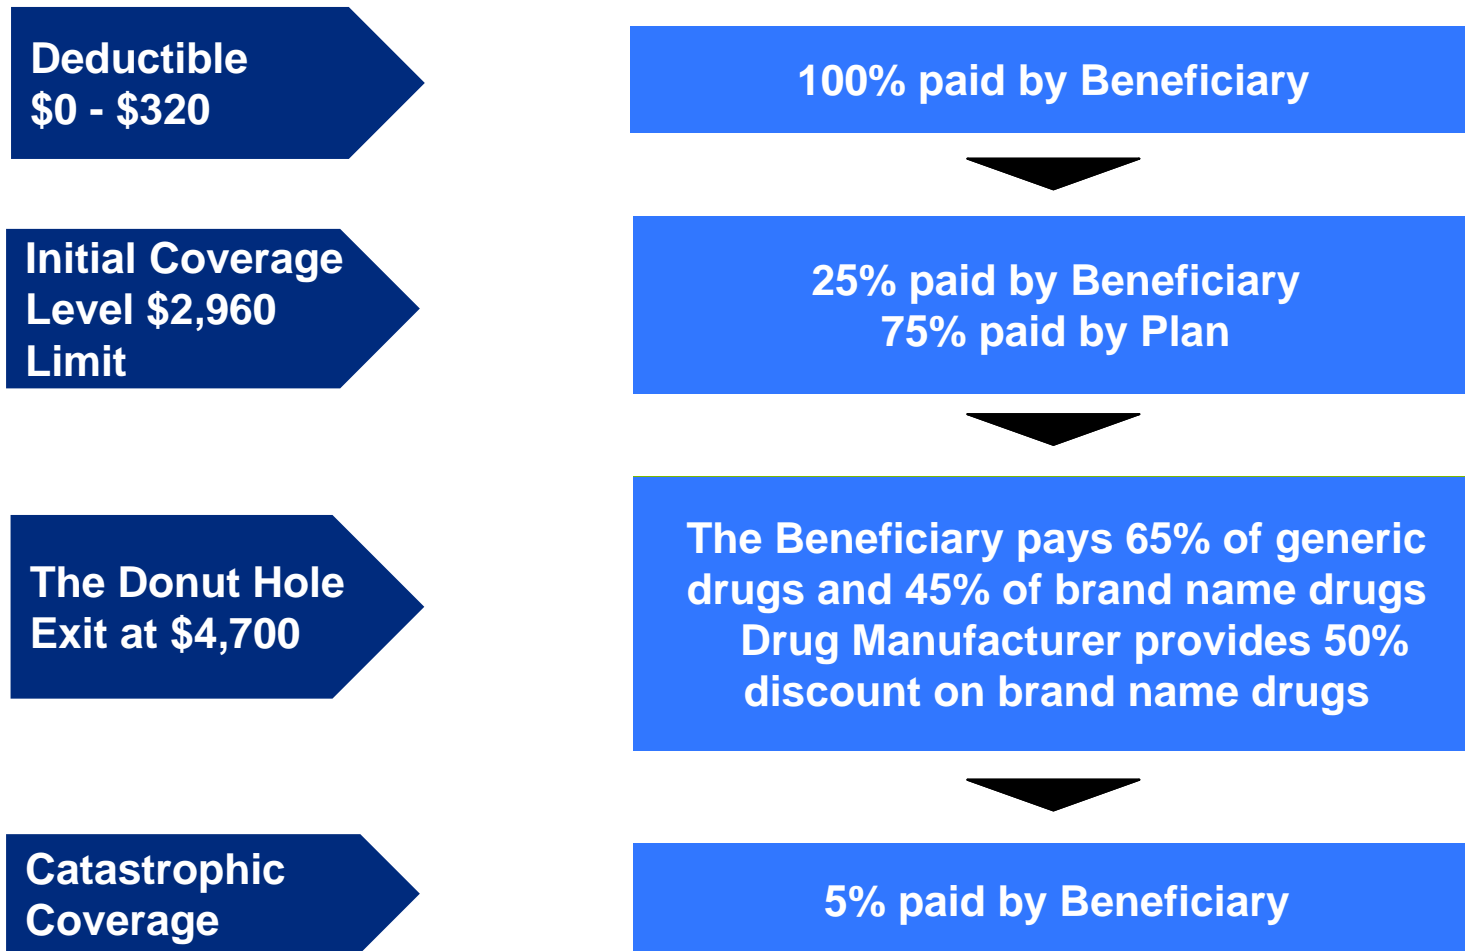 Deductible
$0 - $320
100% paid by Beneficiary
Initial Coverage
Level $2,960
Limit
25% paid by Beneficiary
75% paid by Plan
The Donut Hole
Exit at $4,700
The Beneficiary pays 65% of generic
drugs and 45% of brand name drugs
Drug Manufacturer provides 50%
discount on brand name drugs
Catastrophic
Coverage
5% paid by Beneficiary